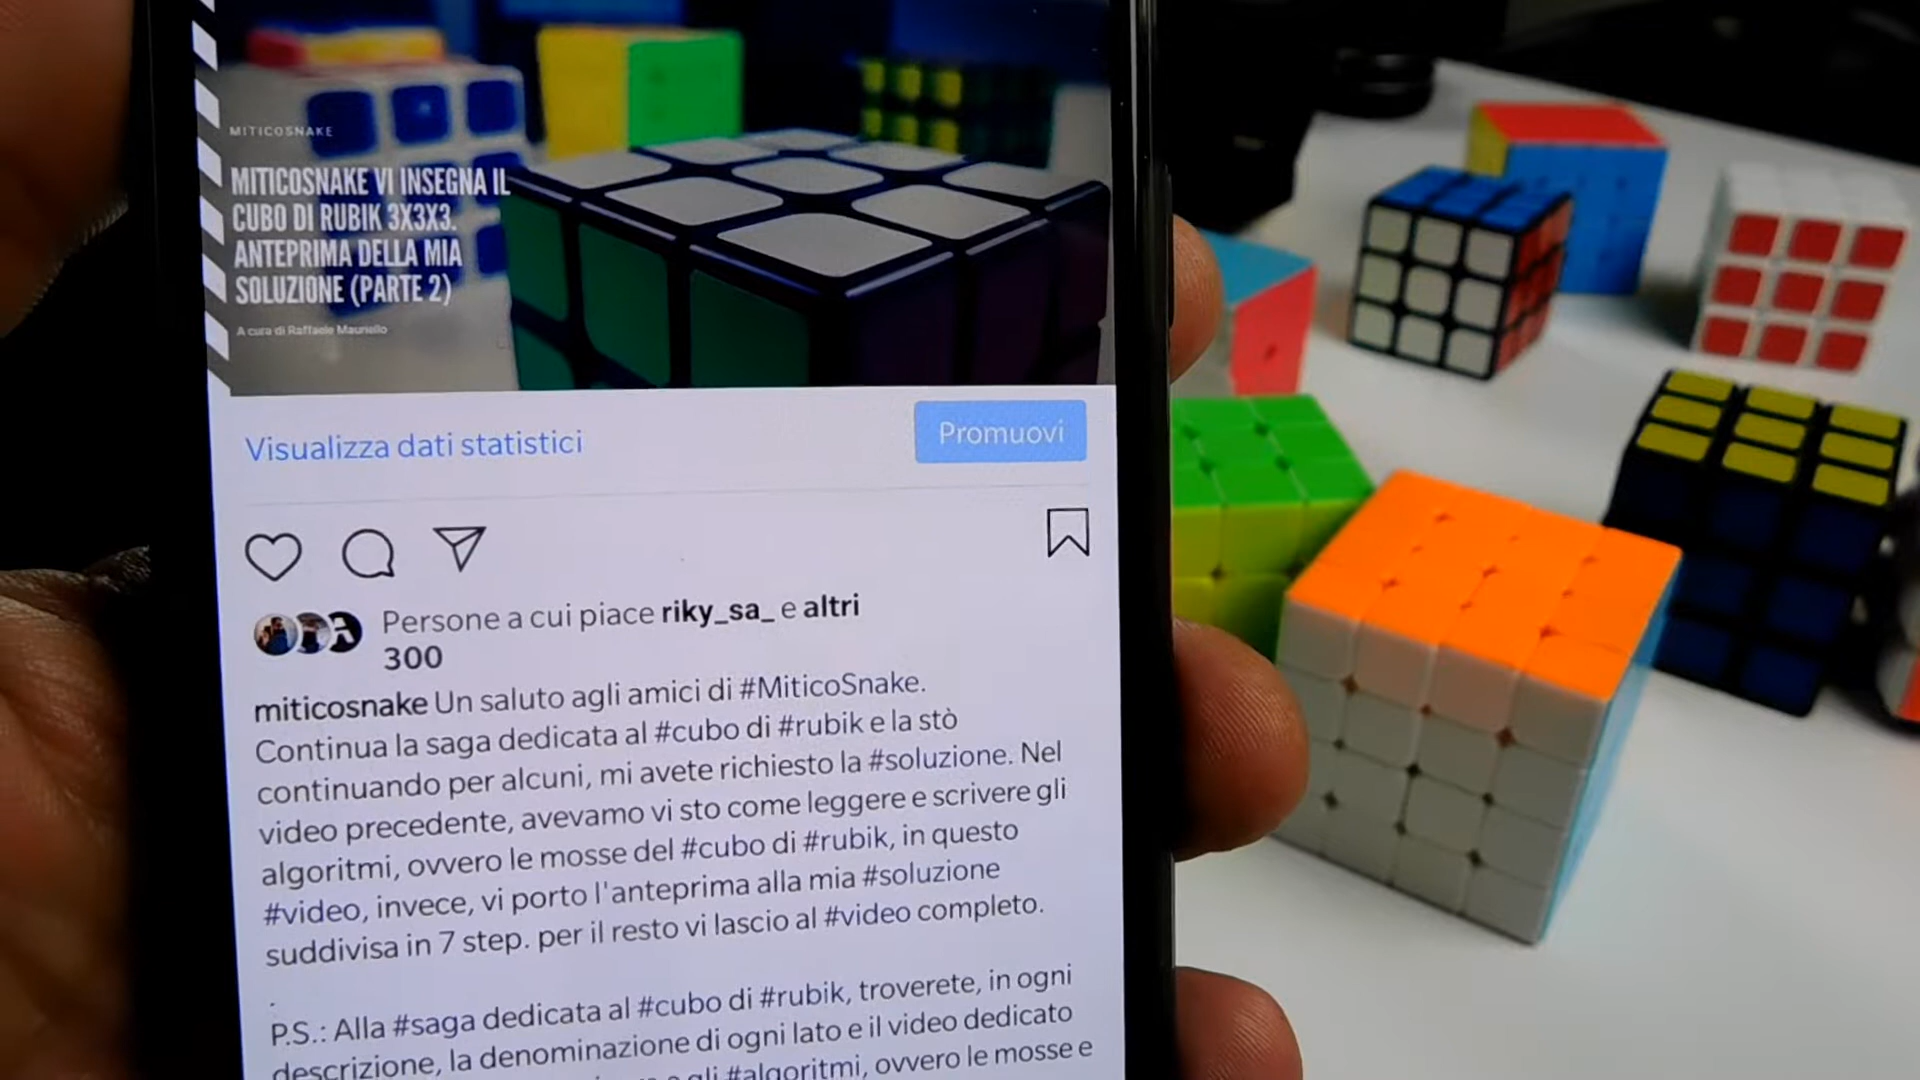 MITICOSNAKE
MITICOSNAKE VI INSEGNA IL
CUBO DI RUBIK 3X3X3.
ANTEPRIMA DELLA MIA
SOLUZIONE (PARTE 2)
A cura di Raffaele Mauriello
Visualizza dati statistici
Promuovi
Persone a cui piace riky_sa_ e altri
300
miticosnake Un saluto agli amici di #MiticoSnake.
Continua la saga dedicata al #cubo di #rubik e la stò
continuando per alcuni, mi avete richiesto la #soluzione. Nel
video precedente, avevamo vi sto come leggere e scrivere gli
algoritmi, ovvero le mosse del #cubo di #rubik, in questo
#video, invece, vi porto l'anteprima alla mia #soluzione
suddivisa in 7 step. per il resto vi lascio al #video completo.
.
P.S.: Alla #saga dedicata al #cubo di #rubik, troverete, in ogni
descrizione, la denominazione di ogni lato e il video dedicato
gli #algoritmi, ovvero le mosse e